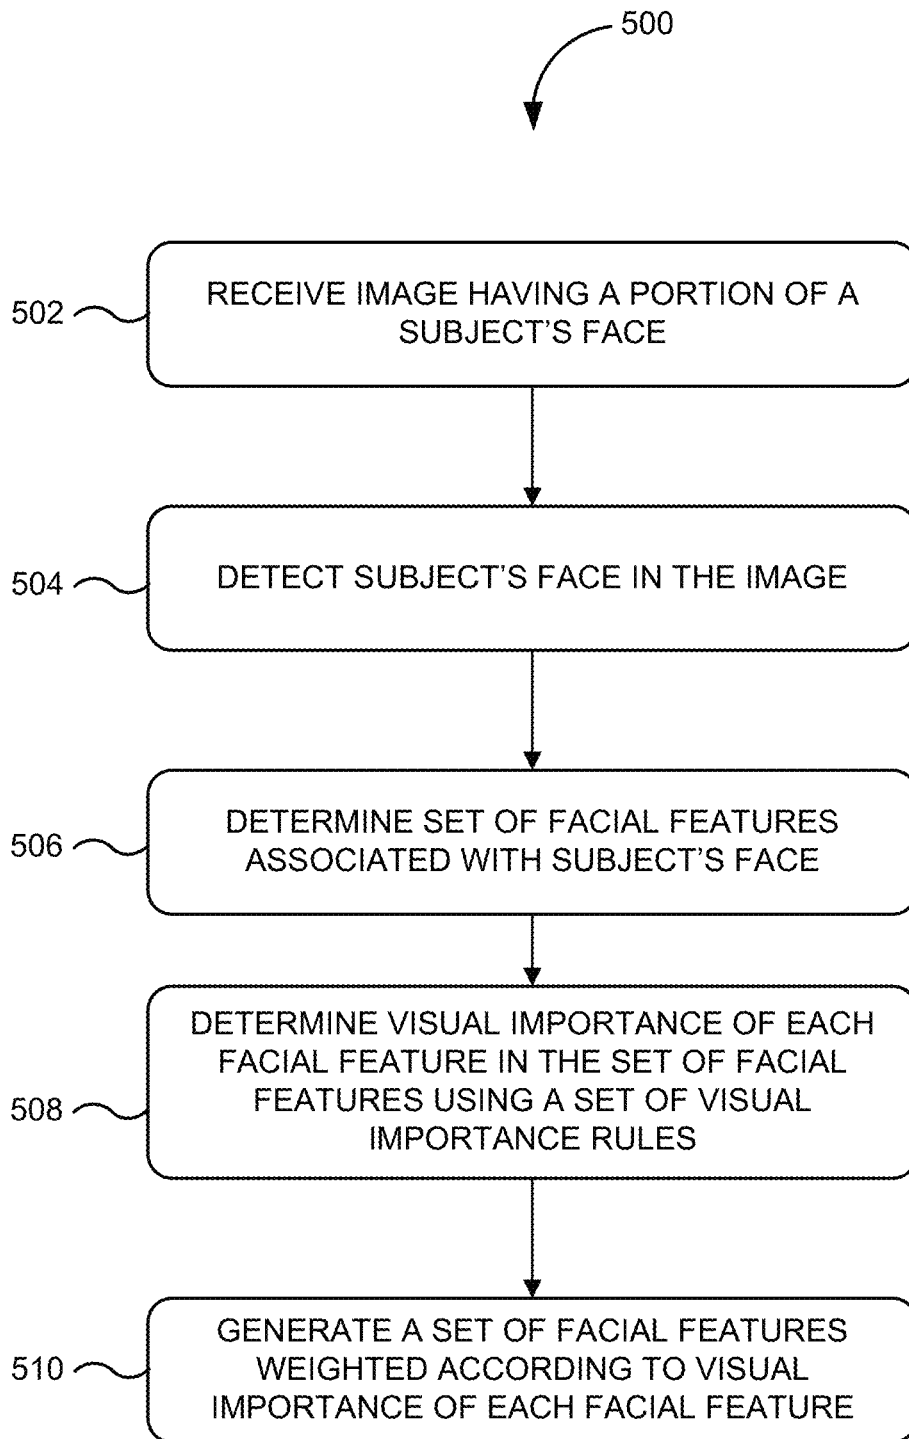 500
502
RECEIVE IMAGE HAVING A PORTION OF A
SUBJECT'S FACE
504
DETECT SUBJECT'S FACE IN THE IMAGE
506
DETERMINE SET OF FACIAL FEATURES
ASSOCIATED WITH SUBJECT'S FACE
508
DETERMINE VISUAL IMPORTANCE OF EACH
FACIAL FEATURE IN THE SET OF FACIAL
FEATURES USING A SET OF VISUAL
IMPORTANCE RULES
510
GENERATE A SET OF FACIAL FEATURES
WEIGHTED ACCORDING TO VISUAL
IMPORTANCE OF EACH FACIAL FEATURE